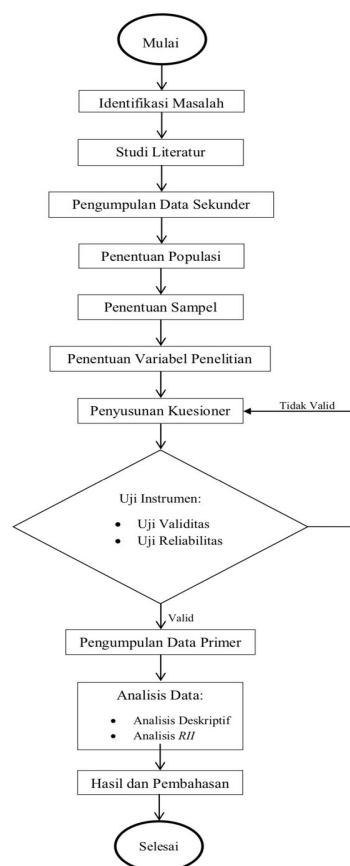 Mulai
Identifikasi Masalah
Studi Literatur
Pengumpulan Data Sekunder
Penentuan Populasi
Penentuan Sampel
Penentuan Variabel Penelitian
Penyusunan Kuesioner
Tidak Valid
Uji Instrumen:
• Uji Validitas
• Uji Reliabilitas
Valid
Pengumpulan Data Primer
Analisis Data:
• Analisis Deskriptif
• Analisis RII
Hasil dan Pembahasan
Selesai